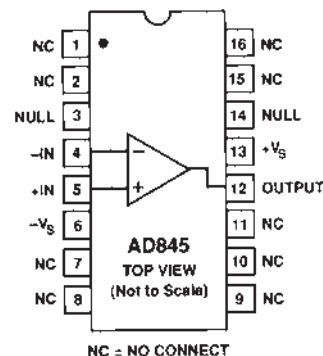 NC 1 16 NC
NC 2 15 NC
NULL 3 14 NULL
–IN 4 – 13 +VS
+IN 5 + 12 OUTPUT
–VS 6 11 NC
AD845
NC 7 TOP VIEW 10 NC
NC 8 (Not to Scale) 9 NC
NC = NO CONNECT